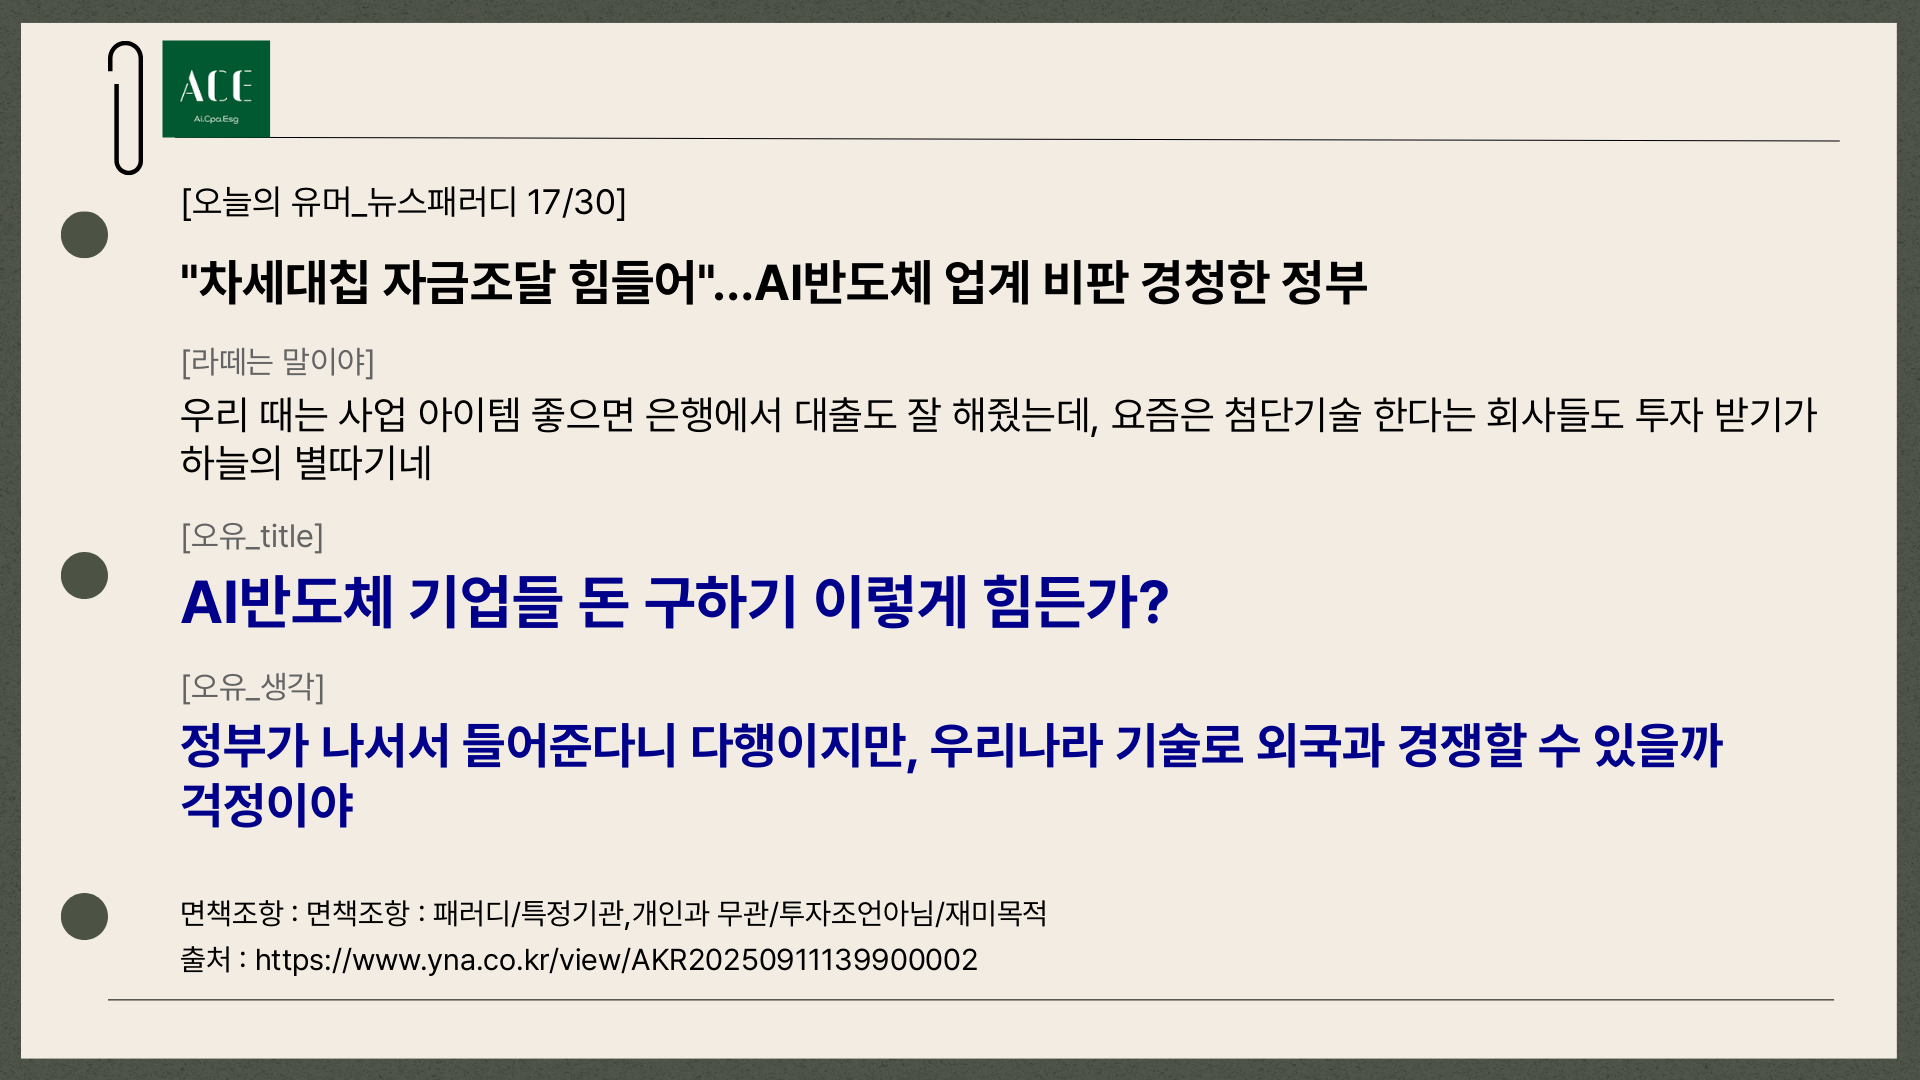 ACE
Ai.Cpa.Esg
[오늘의 유머_뉴스패러디 17/30]
"차세대칩 자금조달 힘들어"...AI반도체 업계 비판 경청한 정부
[라떼는 말이야]
우리 때는 사업 아이템 좋으면 은행에서 대출도 잘 해줬는데, 요즘은 첨단기술 한다는 회사들도 투자 받기가
하늘의 별따기네
[오유_title]
AI반도체 기업들 돈 구하기 이렇게 힘든가?
[오유_생각]
정부가 나서서 들어준다니 다행이지만, 우리나라 기술로 외국과 경쟁할 수 있을까
걱정이야
면책조항 : 면책조항 : 패러디/특정기관,개인과 무관/투자조언아님/재미목적
출처 : https://www.yna.co.kr/view/AKR20250911139900002